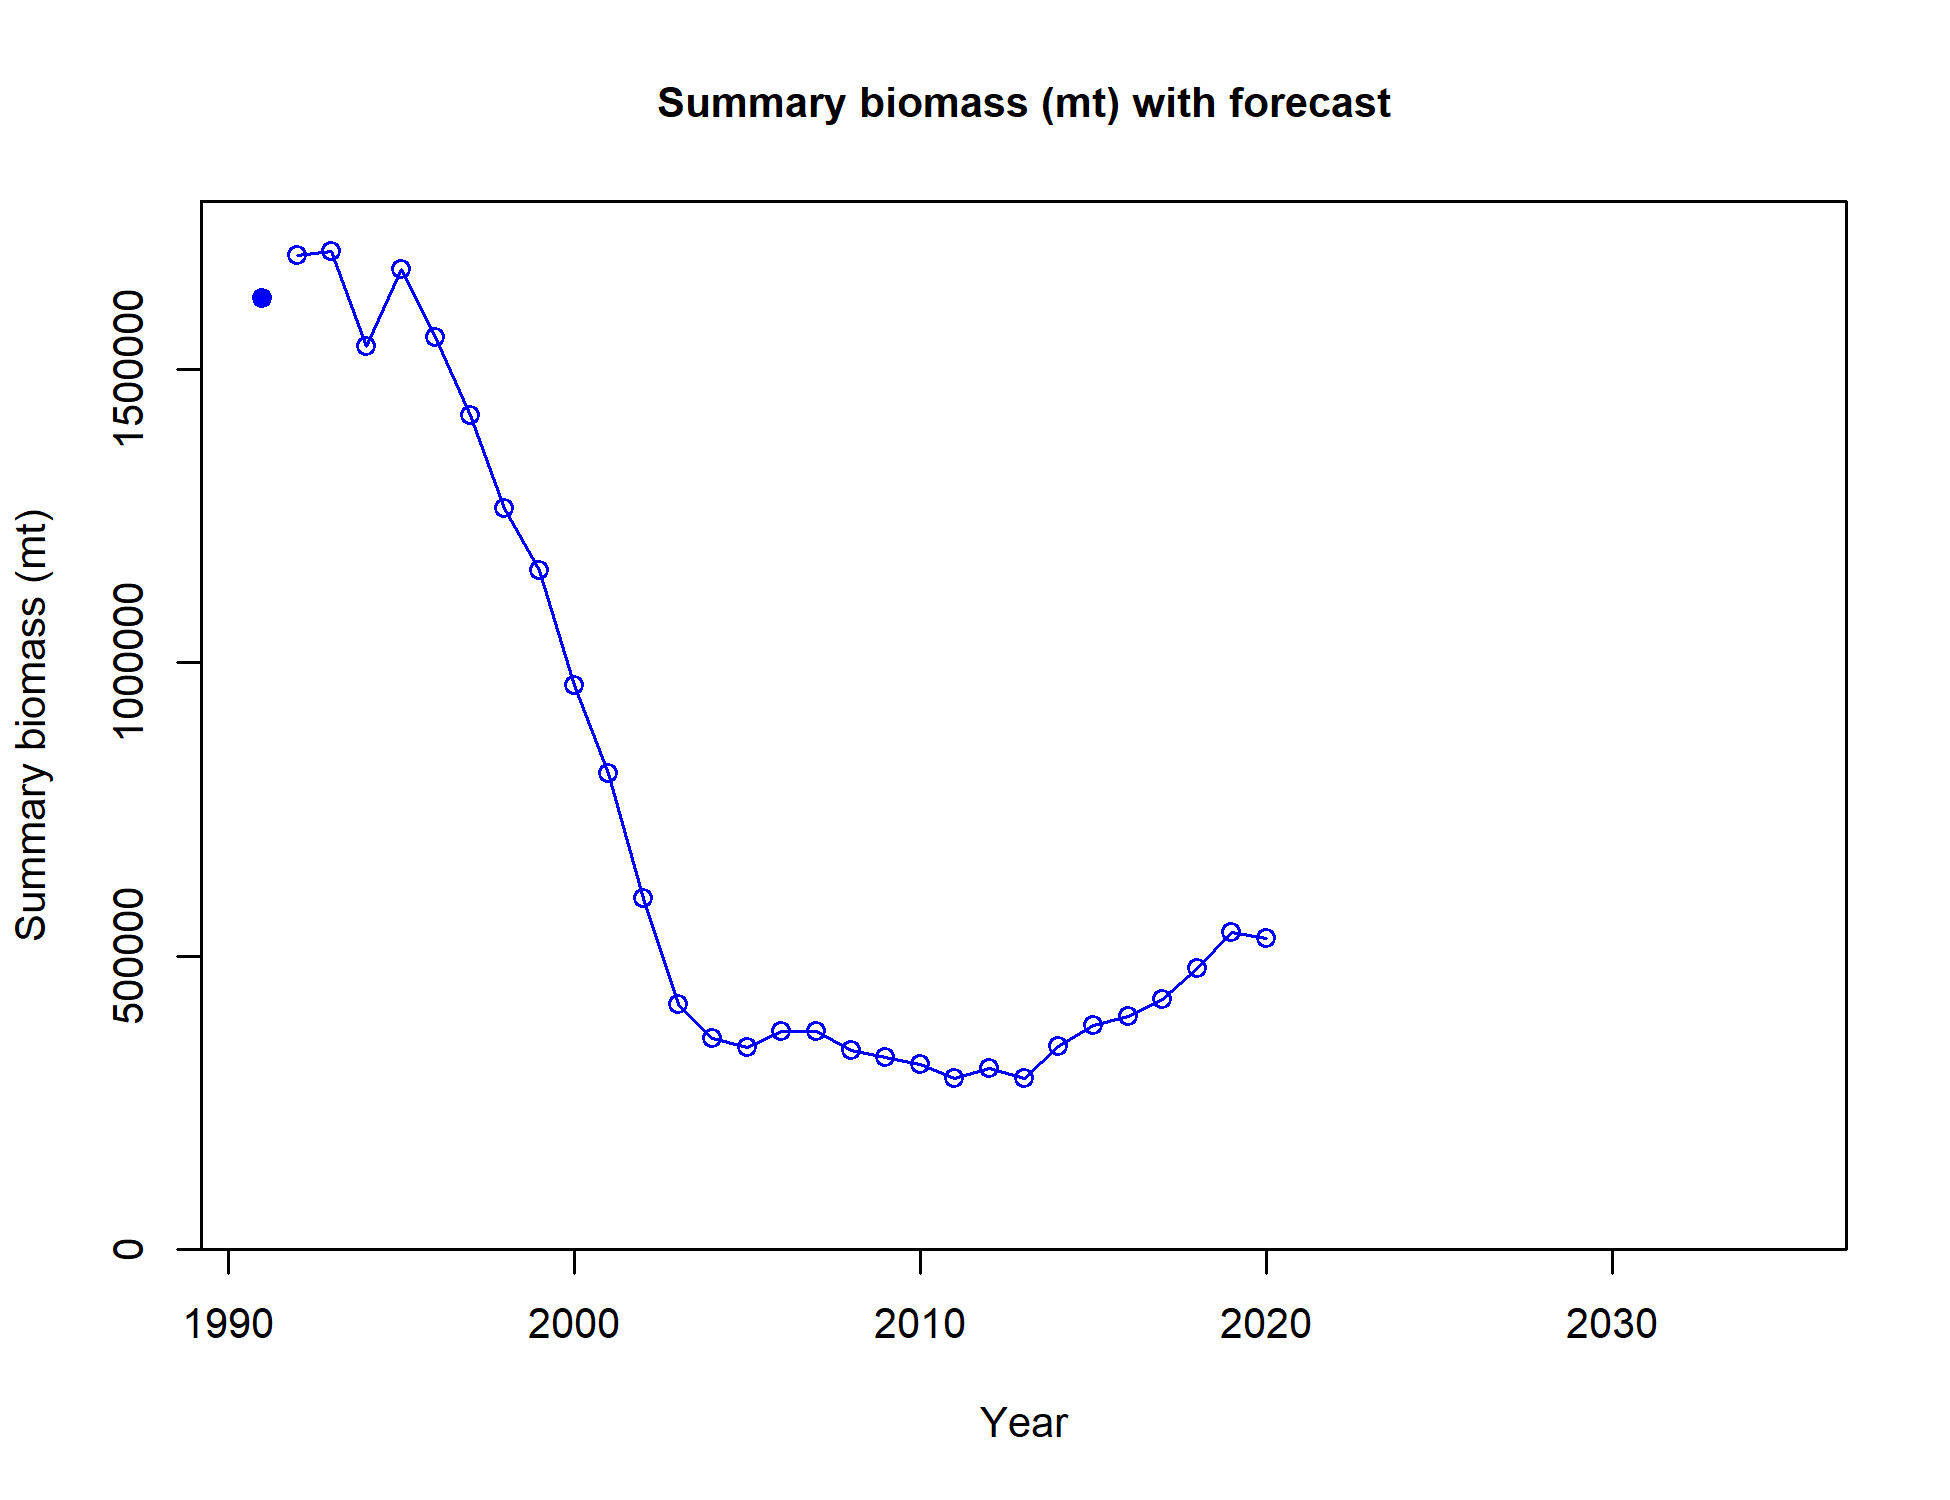 Summary biomass (mt) with forecast
Summary biomass (mt)
1500000
1000000
500000
0
1990 2000 2010 2020 2030
Year